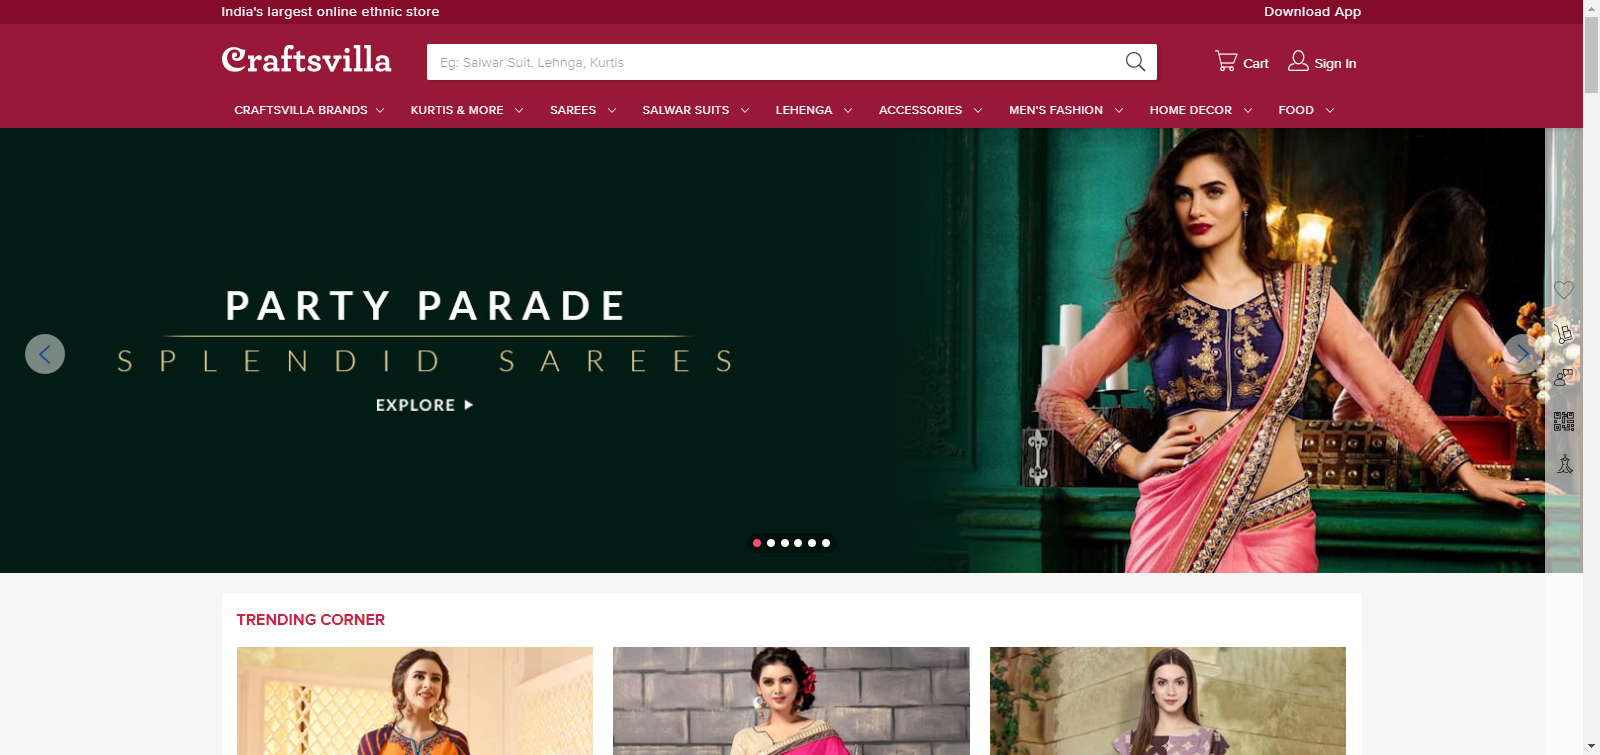 India's largest online ethnic store
Download App
Craftsvilla
Eg: Salwar Suit, Lehnga, Kurtis
Cart
Sign In
CRAFTSVILLA BRANDS
KURTIS & MORE
SAREES
SALWAR SUITS
LEHENGA
ACCESSORIES
MEN'S FASHION
HOME DECOR
FOOD
PARTY PARADE
SPLENDID SAREES
EXPLORE
TRENDING CORNER